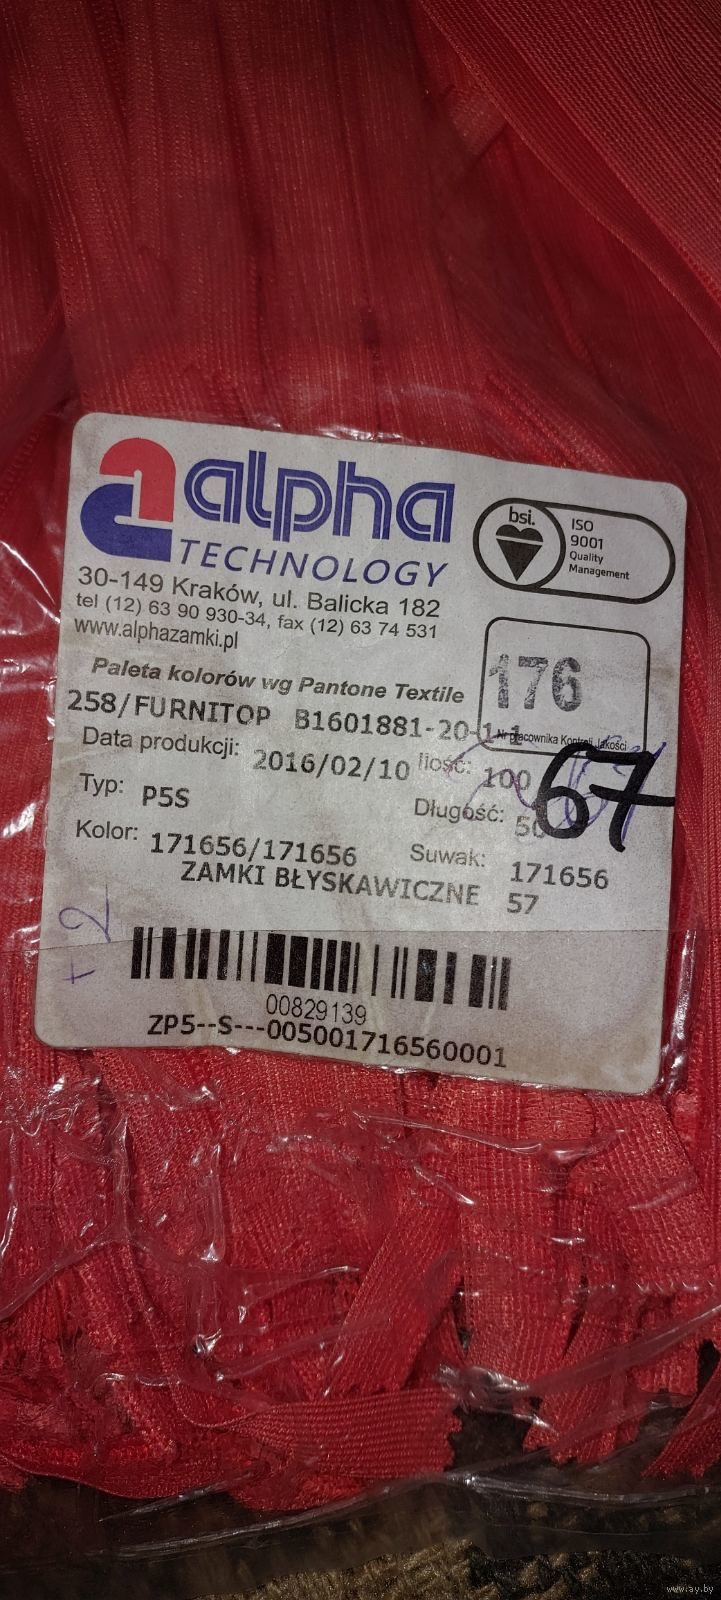 alpha
TECHNOLOGY
bsi.
ISO
9001
Quality
Management
30-149 Kraków, ul. Balicka 182
tel (12) 63 90 930-34, fax (12) 63 74 531
www.alphazamki.pl
Paleta kolorów wg Pantone Textile
176
Nr pracownika Kontroli Jakości
258/FURNITOP B1601881-20-1-1
Data produkcji: 2016/02/10 Ilość: 100
67
Typ: P5S Długość: 50
Kolor: 171656/171656 Suwak: 171656
ZAMKI BŁYSKAWICZNE 57
+2
00829139
ZP5--S---005001716560001
www.ay.by